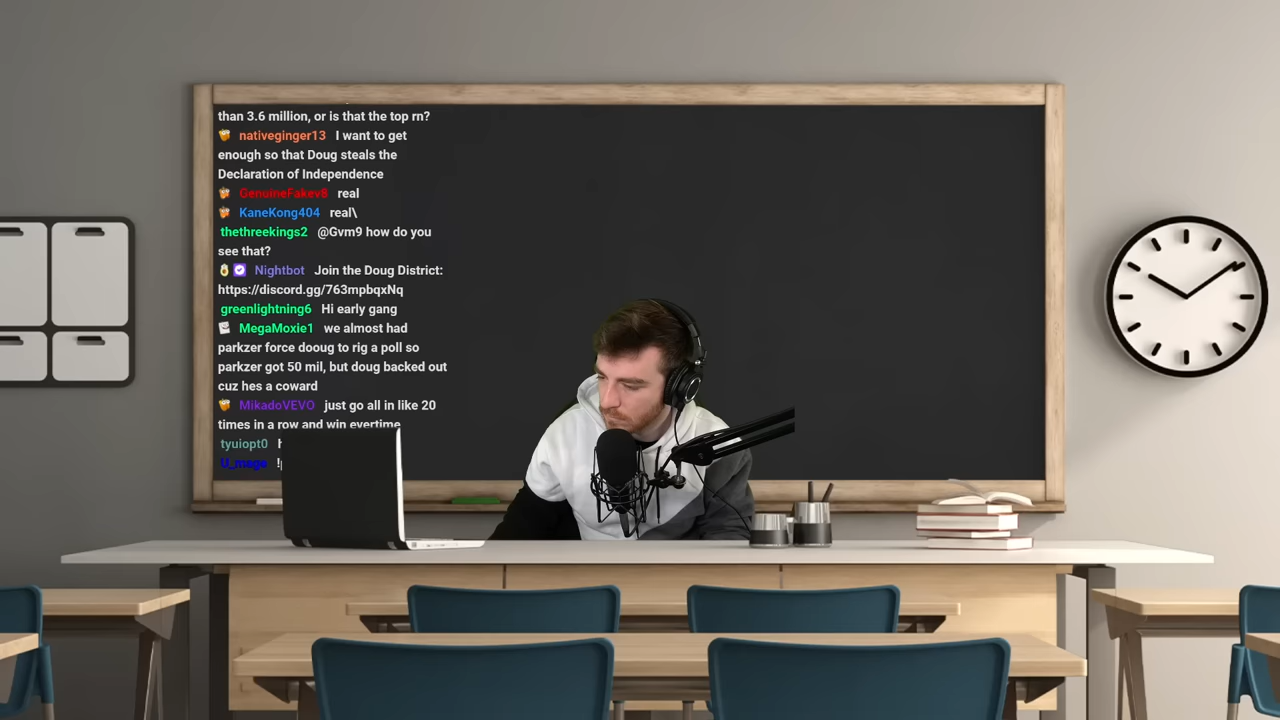 than 3.6 million, or is that the top rn?
nativeginger13 I want to get
enough so that Doug steals the
Declaration of Independence
GenuineFakev8 real
KaneKong404 real\
thethreekings2 @Gvm9 how do you
see that?
Nightbot Join the Doug District:
https://discord.gg/763mpbqxNq
greenlightning6 Hi early gang
MegaMoxie1 we almost had
parkzer force dooug to rig a poll so
parkzer got 50 mil, but doug backed out
cuz hes a coward
MikadoVEVO just go all in like 20
times in a row and win evertime
tyuiopt0
U_mage